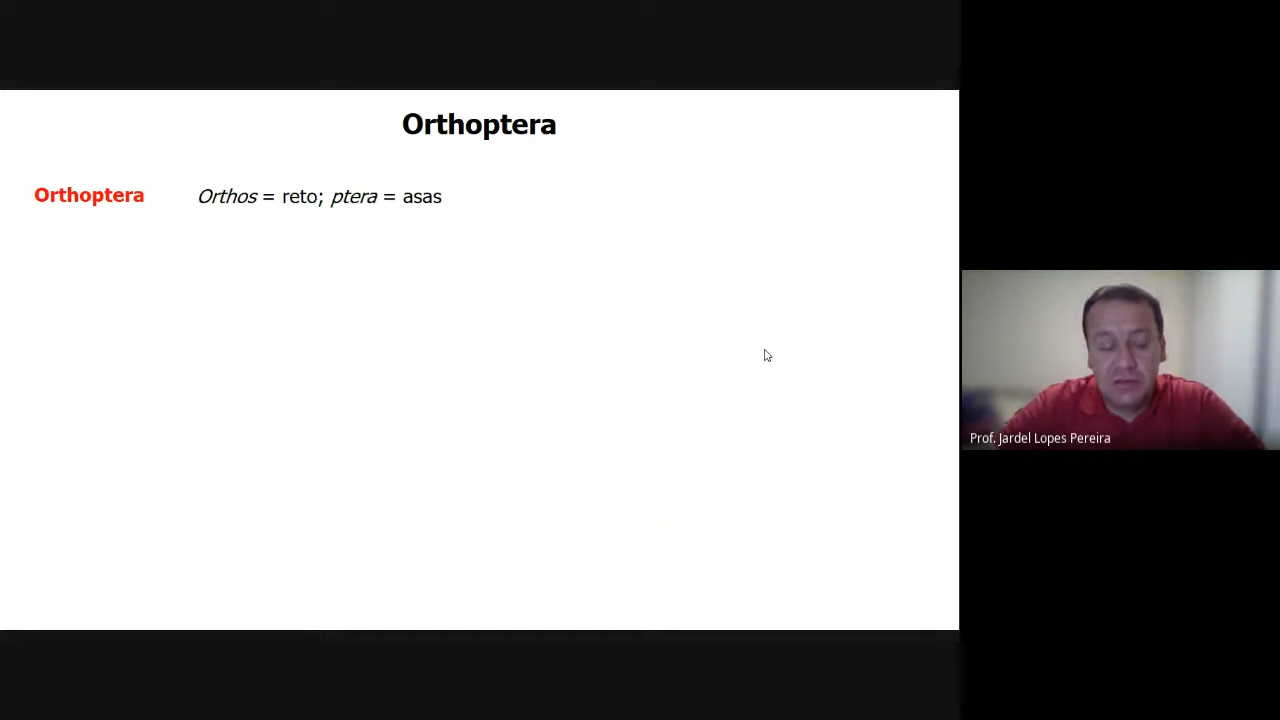 Orthoptera
Orthoptera Orthos = reto; ptera = asas
Prof. Jardel Lopes Pereira